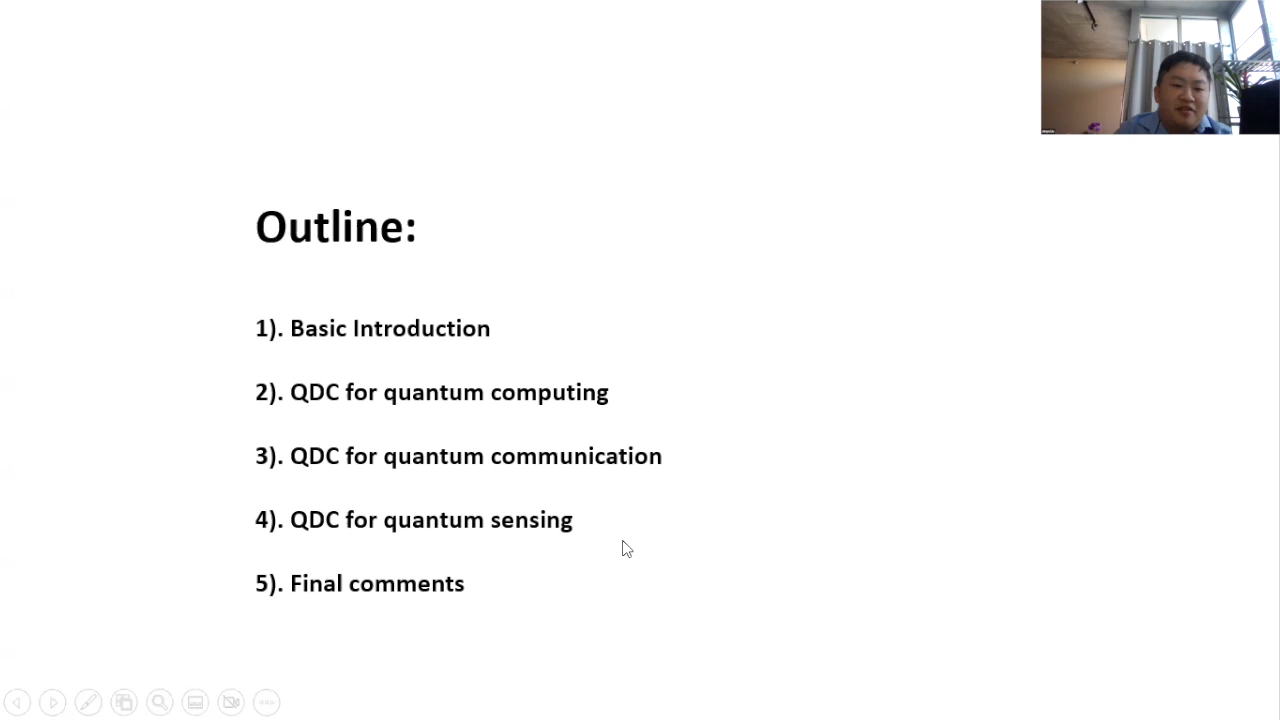 Outline:
1). Basic Introduction
2). QDC for quantum computing
3). QDC for quantum communication
4). QDC for quantum sensing
5). Final comments